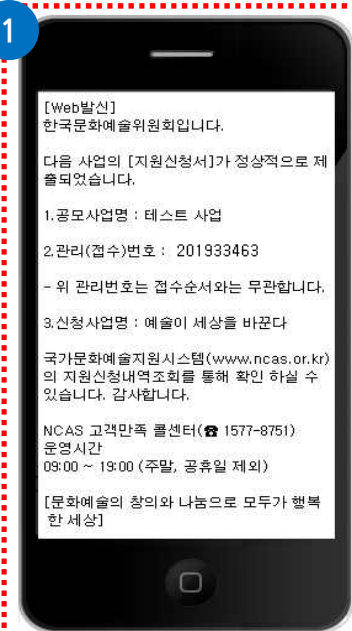 1
[Web발신]
한국문화예술위원회입니다.
다음 사업의 [지원신청서]가 정상적으로 제
출되었습니다.
1.공모사업명 : 테스트 사업
2.관리(접수)번호 : 201933463
- 위 관리번호는 접수순서와는 무관합니다.
3.신청사업명 : 예술이 세상을 바꾼다
국가문화예술지원시스템(www.ncas.or.kr)
의 지원신청내역조회를 통해 확인 하실 수
있습니다. 감사합니다.
NCAS 고객만족 콜센터(☎ 1577-8751)
운영시간
09:00 ~ 19:00 (주말, 공휴일 제외)
[문화예술의 창의와 나눔으로 모두가 행복
한 세상]